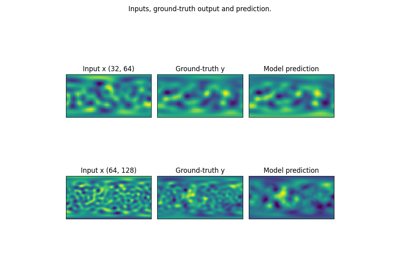 Inputs, ground-truth output and prediction.
Input x (32, 64) Ground-truth y Model prediction
Input x (64, 128) Ground-truth y Model prediction